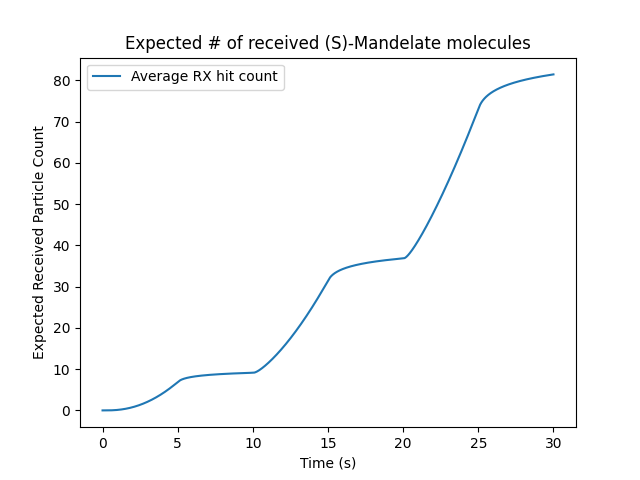 Expected # of received (S)-Mandelate molecules
Average RX hit count
Expected Received Particle Count
80
70
60
50
40
30
20
10
0
0 5 10 15 20 25 30
Time (s)